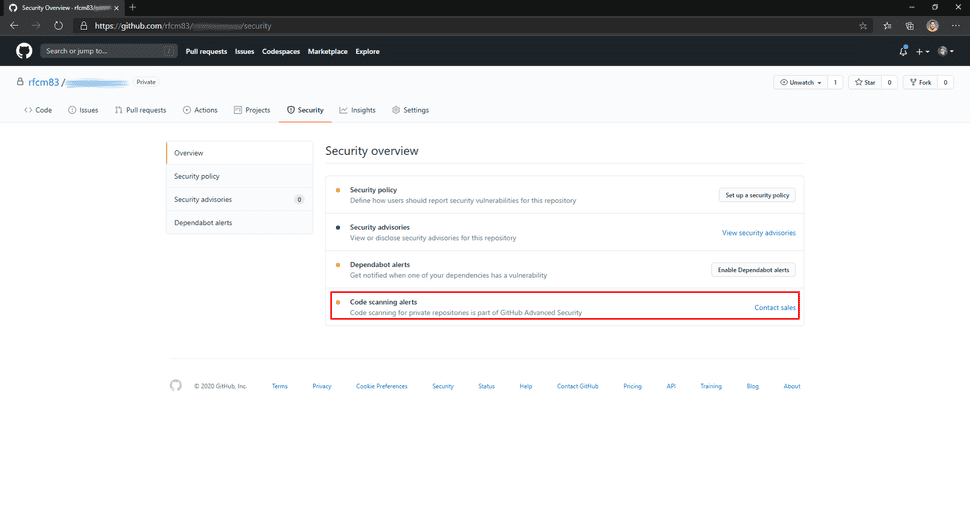 Security Overview · rfcm83/
https://github.com/rfcm83/ /security
Search or jump to... /
Pull requests Issues Codespaces Marketplace Explore
rfcm83 / Private
Unwatch 1 Star 0 Fork 0
Code Issues Pull requests Actions Projects Security Insights Settings
Overview
Security policy
Security advisories 0
Dependabot alerts
Security overview
Security policy
Define how users should report security vulnerabilities for this repository
Set up a security policy
Security advisories
View or disclose security advisories for this repository
View security advisories
Dependabot alerts
Get notified when one of your dependencies has a vulnerability
Enable Dependabot alerts
Code scanning alerts
Code scanning for private repositories is part of GitHub Advanced Security
Contact sales
© 2020 GitHub, Inc. Terms Privacy Cookie Preferences Security Status Help Contact GitHub Pricing API Training Blog About